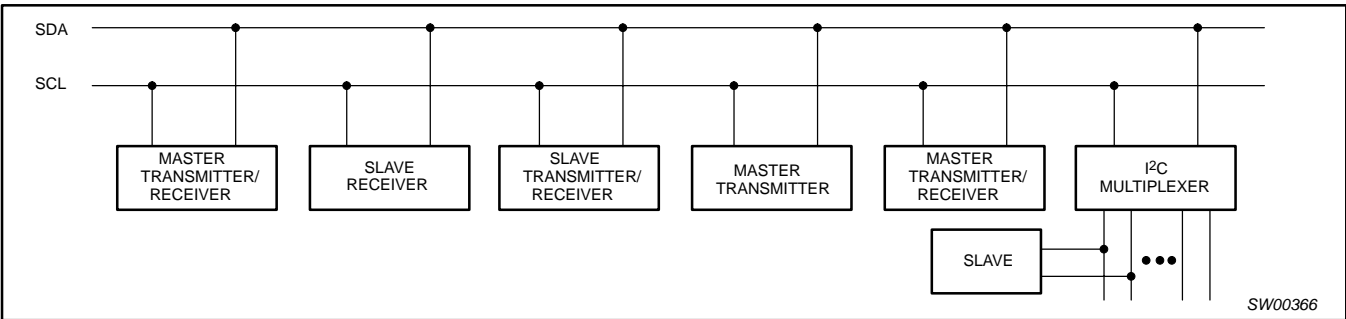 SDA
SCL
MASTER
TRANSMITTER/
RECEIVER
SLAVE
RECEIVER
SLAVE
TRANSMITTER/
RECEIVER
MASTER
TRANSMITTER
MASTER
TRANSMITTER/
RECEIVER
I²C
MULTIPLEXER
SLAVE
SW00366